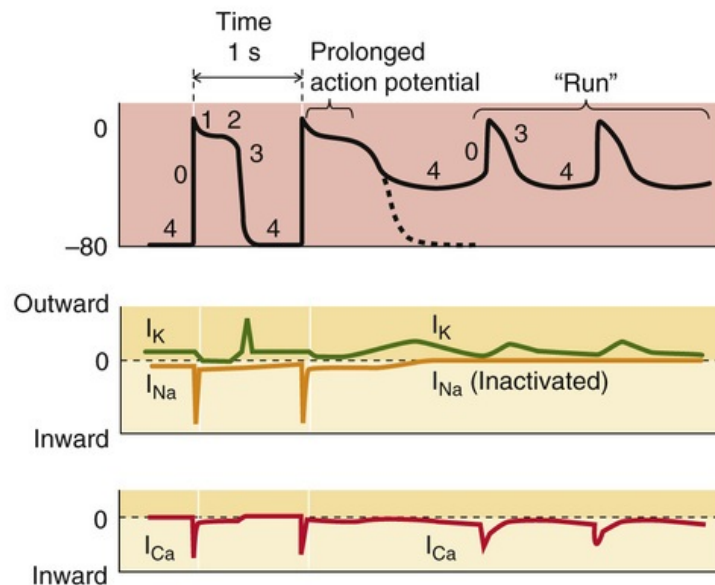 Time
1 s
Prolonged
action potential
“Run”
0
1 2
3
0
4
4
4
0
3
4
–80
Outward
I_K
I_K
0
I_Na
I_Na (Inactivated)
Inward
0
I_Ca
I_Ca
Inward